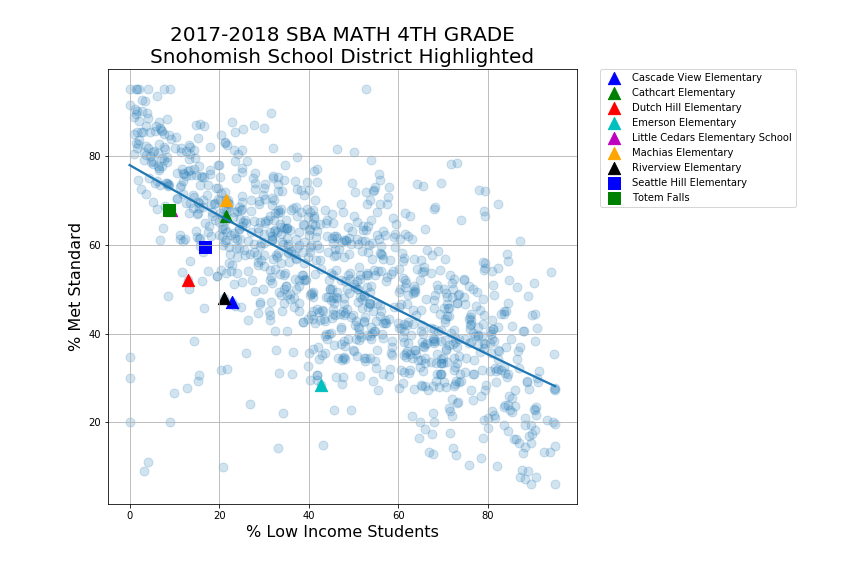 2017-2018 SBA MATH 4TH GRADE
Snohomish School District Highlighted
Cascade View Elementary
Cathcart Elementary
Dutch Hill Elementary
Emerson Elementary
Little Cedars Elementary School
Machias Elementary
Riverview Elementary
Seattle Hill Elementary
Totem Falls
% Met Standard
80
60
40
20
0 20 40 60 80
% Low Income Students